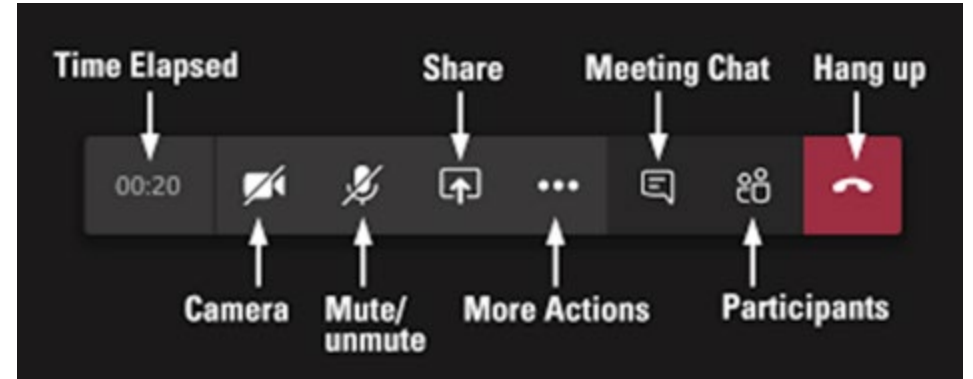 Time Elapsed
Share
Meeting Chat
Hang up
00:20
Camera
Mute/
unmute
More Actions
Participants